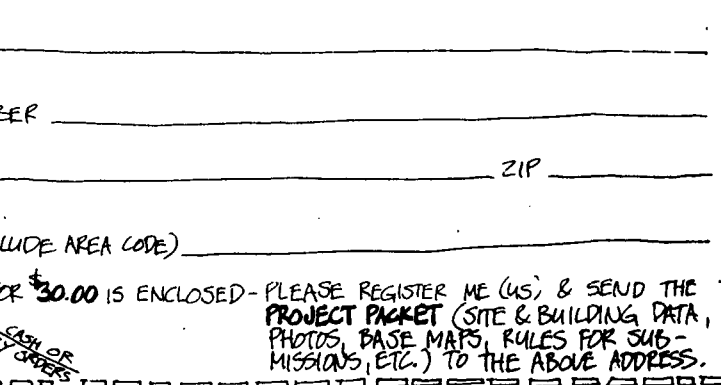 BER
ZIP
LUDE AREA CODE)
OR $30.00 IS ENCLOSED - PLEASE REGISTER ME (US) & SEND THE
PROJECT PACKET (SITE & BUILDING DATA,
PHOTOS, BASE MAPS, RULES FOR SUB-
MISSIONS, ETC.) TO THE ABOVE ADDRESS.
CASH OR
Y ORDERS